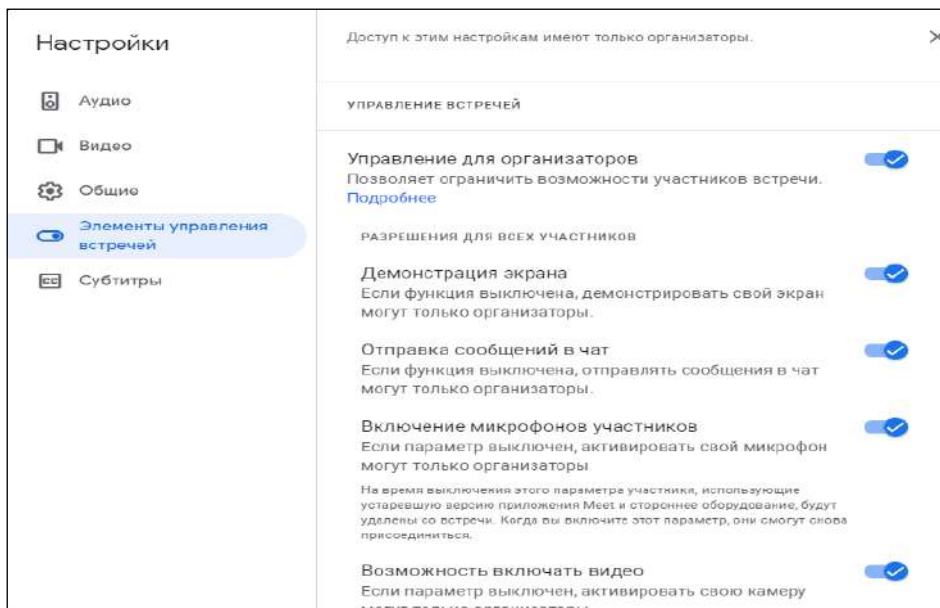 Настройки
Аудио
Видео
Общие
Элементы управления
встречей
Субтитры
Доступ к этим настройкам имеют только организаторы.
УПРАВЛЕНИЕ ВСТРЕЧЕЙ
Управление для организаторов
Позволяет ограничить возможности участников встречи.
Подробнее
РАЗРЕШЕНИЯ ДЛЯ ВСЕХ УЧАСТНИКОВ
Демонстрация экрана
Если функция выключена, демонстрировать свой экран
могут только организаторы.
Отправка сообщений в чат
Если функция выключена, отправлять сообщения в чат
могут только организаторы.
Включение микрофонов участников
Если параметр выключен, активировать свой микрофон
могут только организаторы
На время выключения этого параметра участники, использующие
устаревшую версию приложения Meet и стороннее оборудование, будут
удалены со встречи. Когда вы включите этот параметр, они смогут снова
присоединиться.
Возможность включать видео
Если параметр выключен, активировать свою камеру
могут только организаторы